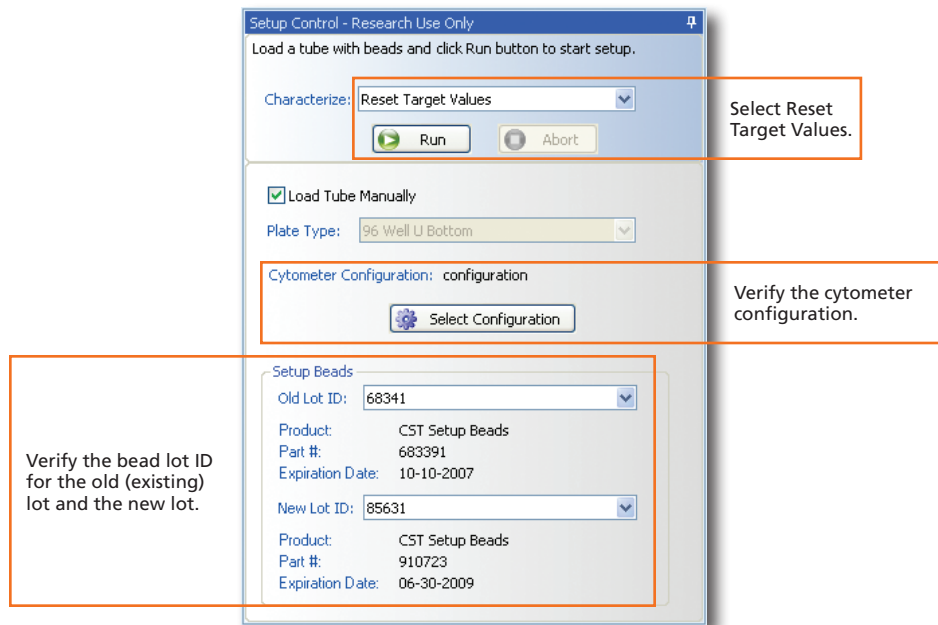 Setup Control - Research Use Only
Load a tube with beads and click Run button to start setup.
Characterize: Reset Target Values
Run Abort
Select Reset
Target Values.
Load Tube Manually
Plate Type: 96 Well U Bottom
Cytometer Configuration: configuration
Select Configuration
Verify the cytometer
configuration.
Setup Beads
Old Lot ID: 68341
Product: CST Setup Beads
Part #: 683391
Expiration Date: 10-10-2007
New Lot ID: 85631
Product: CST Setup Beads
Part #: 910723
Expiration Date: 06-30-2009
Verify the bead lot ID
for the old (existing)
lot and the new lot.